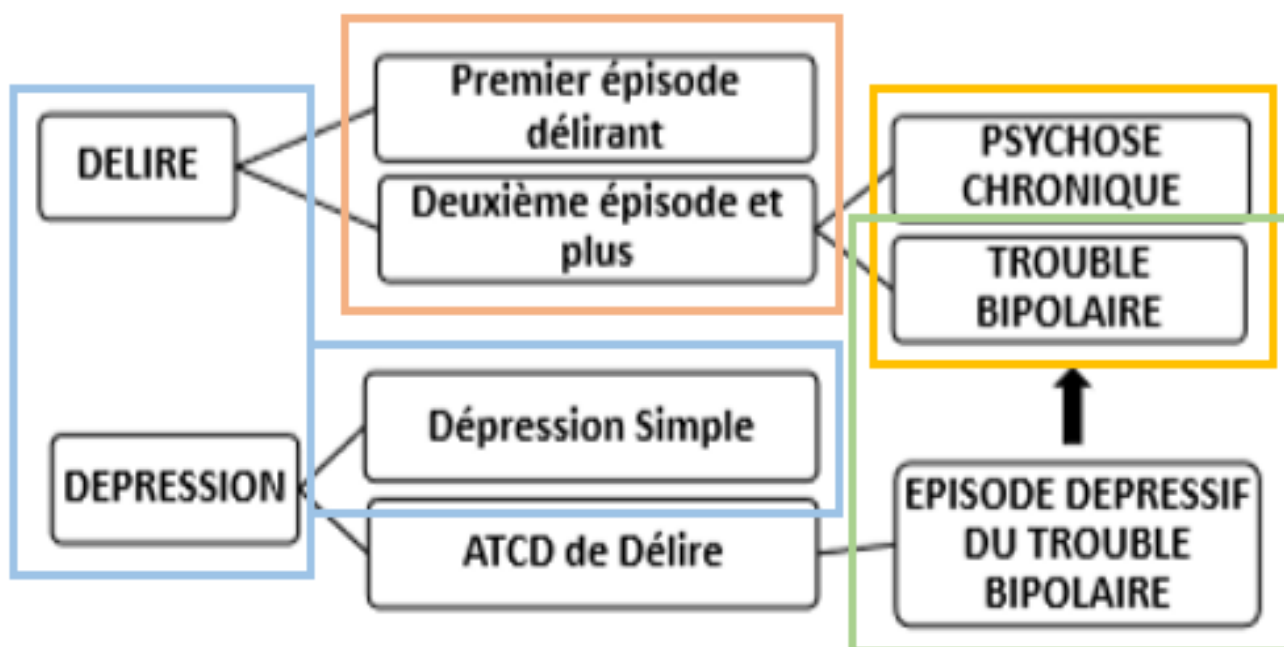 DELIRE
Premier épisode
délirant
Deuxième épisode et
plus
PSYCHOSE
CHRONIQUE
TROUBLE
BIPOLAIRE
DEPRESSION
Dépression Simple
ATCD de Délire
EPISODE DEPRESSIF
DU TROUBLE
BIPOLAIRE